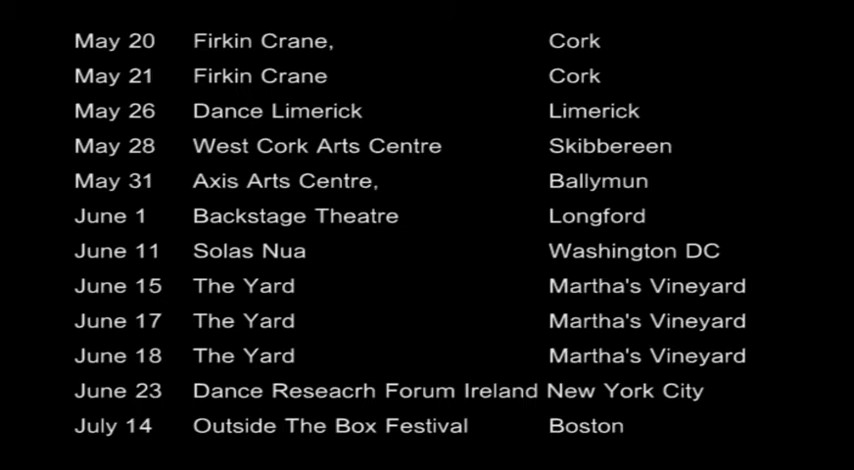 May 20 Firkin Crane, Cork
May 21 Firkin Crane Cork
May 26 Dance Limerick Limerick
May 28 West Cork Arts Centre Skibbereen
May 31 Axis Arts Centre, Ballymun
June 1 Backstage Theatre Longford
June 11 Solas Nua Washington DC
June 15 The Yard Martha's Vineyard
June 17 The Yard Martha's Vineyard
June 18 The Yard Martha's Vineyard
June 23 Dance Reseacrh Forum Ireland New York City
July 14 Outside The Box Festival Boston